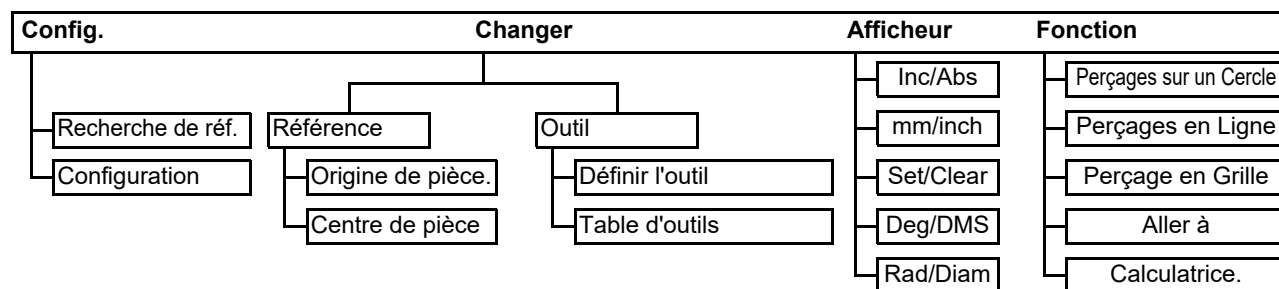 Config. Changer Afficheur Fonction
Inc/Abs Perçages sur un Cercle
Recherche de réf. Référence Outil mm/inch Perçages en Ligne
Configuration Origine de pièce. Définir l'outil Set/Clear Perçage en Grille
Centre de pièce Table d'outils Deg/DMS Aller à
Rad/Diam Calculatrice.